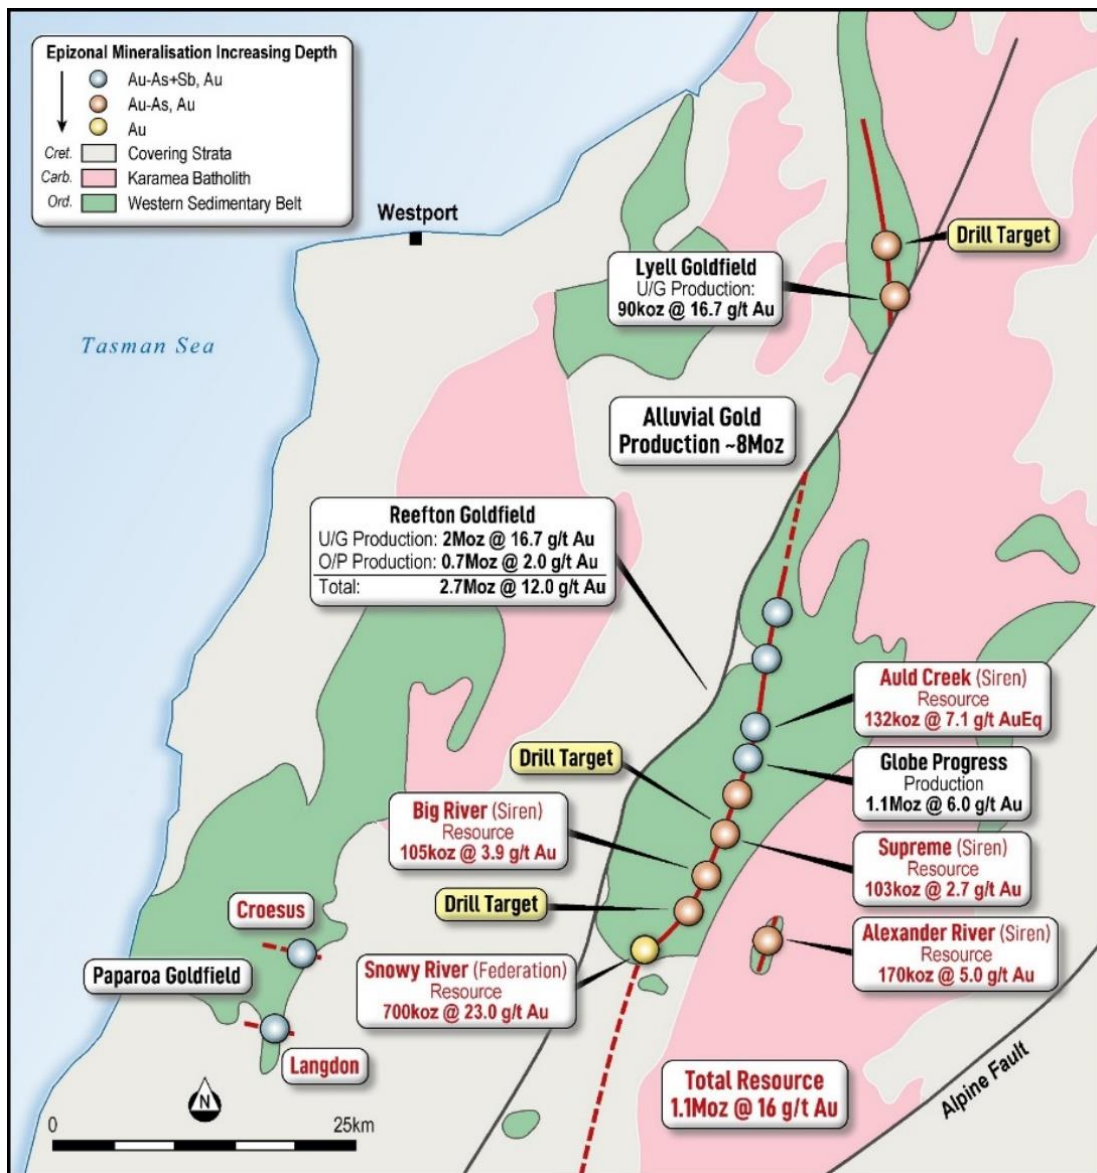 Epizonal Mineralisation Increasing Depth
Au-As+Sb, Au
Au-As, Au
Au
Cret. Covering Strata
Carb. Karamea Batholith
Ord. Western Sedimentary Belt
Westport
Tasman Sea
Drill Target
Lyell Goldfield
U/G Production:
90koz @ 16.7 g/t Au
Alluvial Gold
Production ~8Moz
Reefton Goldfield
U/G Production: 2Moz @ 16.7 g/t Au
O/P Production: 0.7Moz @ 2.0 g/t Au
Total: 2.7Moz @ 12.0 g/t Au
Auld Creek (Siren)
Resource
132koz @ 7.1 g/t AuEq
Drill Target
Globe Progress
Production
1.1Moz @ 6.0 g/t Au
Big River (Siren)
Resource
105koz @ 3.9 g/t Au
Supreme (Siren)
Resource
103koz @ 2.7 g/t Au
Drill Target
Croesus
Alexander River (Siren)
Resource
170koz @ 5.0 g/t Au
Paparoa Goldfield
Snowy River (Federation)
Resource
700koz @ 23.0 g/t Au
Langdon
Total Resource
1.1Moz @ 16 g/t Au
Alpine Fault
N
0 25km